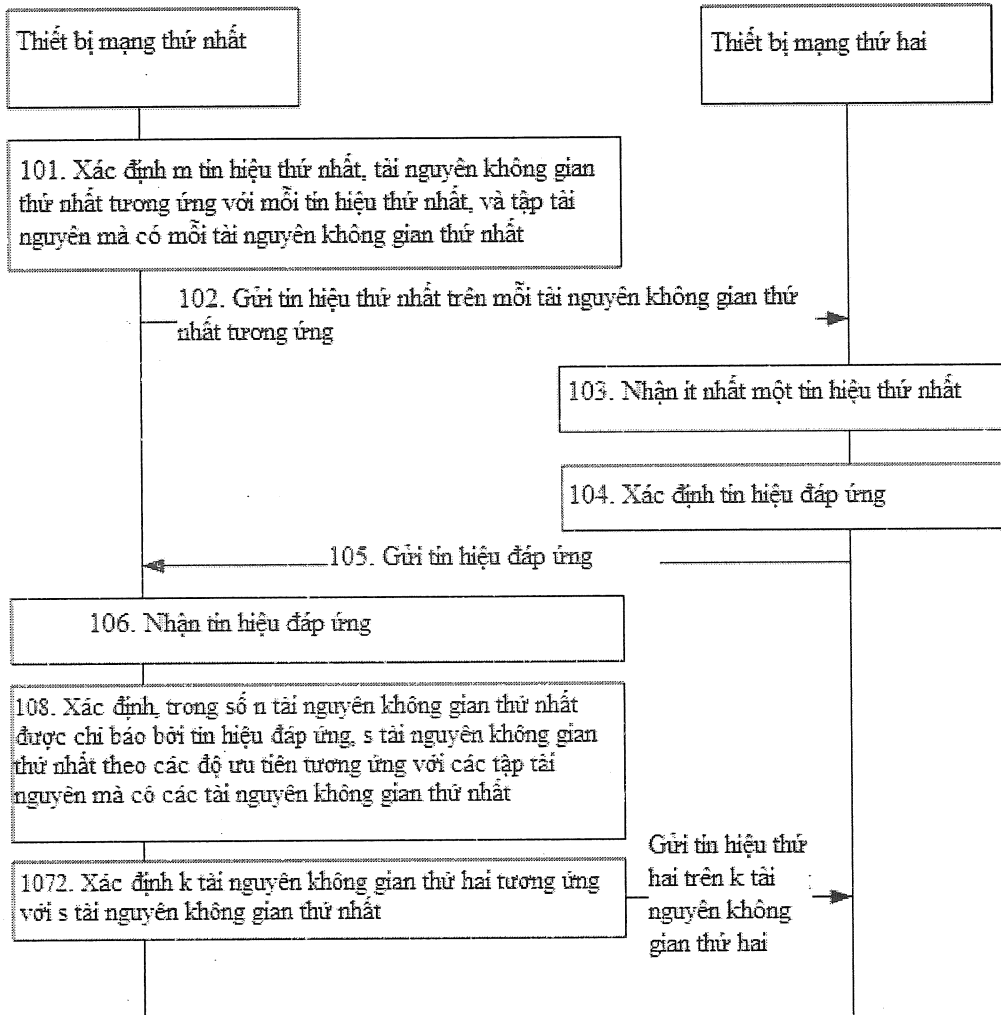 Thiết bị mạng thứ nhất
Thiết bị mạng thứ hai
101. Xác định m tín hiệu thứ nhất, tài nguyên không gian
thứ nhất tương ứng với mỗi tín hiệu thứ nhất, và tập tài
nguyên mà có mỗi tài nguyên không gian thứ nhất
102. Gửi tín hiệu thứ nhất trên mỗi tài nguyên không gian thứ
nhất tương ứng
103. Nhận ít nhất một tín hiệu thứ nhất
104. Xác định tín hiệu đáp ứng
105. Gửi tín hiệu đáp ứng
106. Nhận tín hiệu đáp ứng
108. Xác định, trong số n tài nguyên không gian thứ nhất
được chỉ báo bởi tín hiệu đáp ứng, s tài nguyên không gian
thứ nhất theo các độ ưu tiên tương ứng với các tập tài
nguyên mà có các tài nguyên không gian thứ nhất
1072. Xác định k tài nguyên không gian thứ hai tương ứng
với s tài nguyên không gian thứ nhất
Gửi tín hiệu thứ
hai trên k tài
nguyên không
gian thứ hai